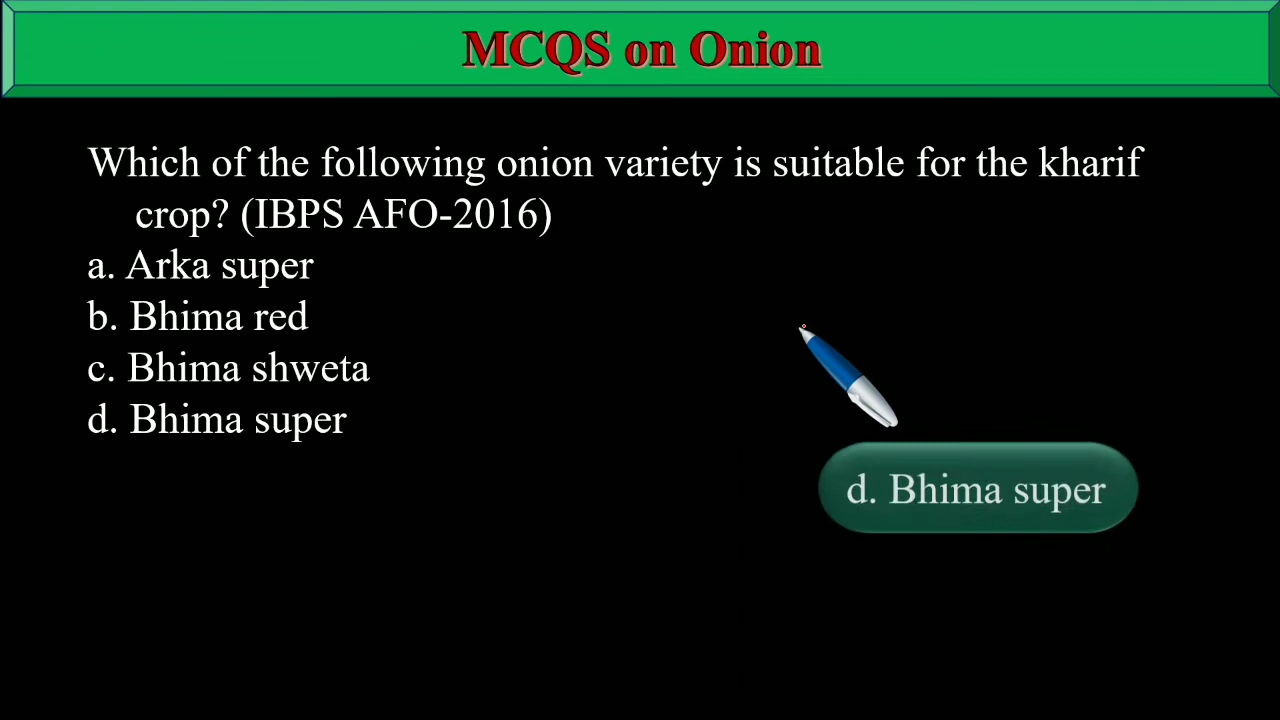 MCQS on Onion
Which of the following onion variety is suitable for the kharif
crop? (IBPS AFO-2016)
a. Arka super
b. Bhima red
c. Bhima shweta
d. Bhima super
d. Bhima super